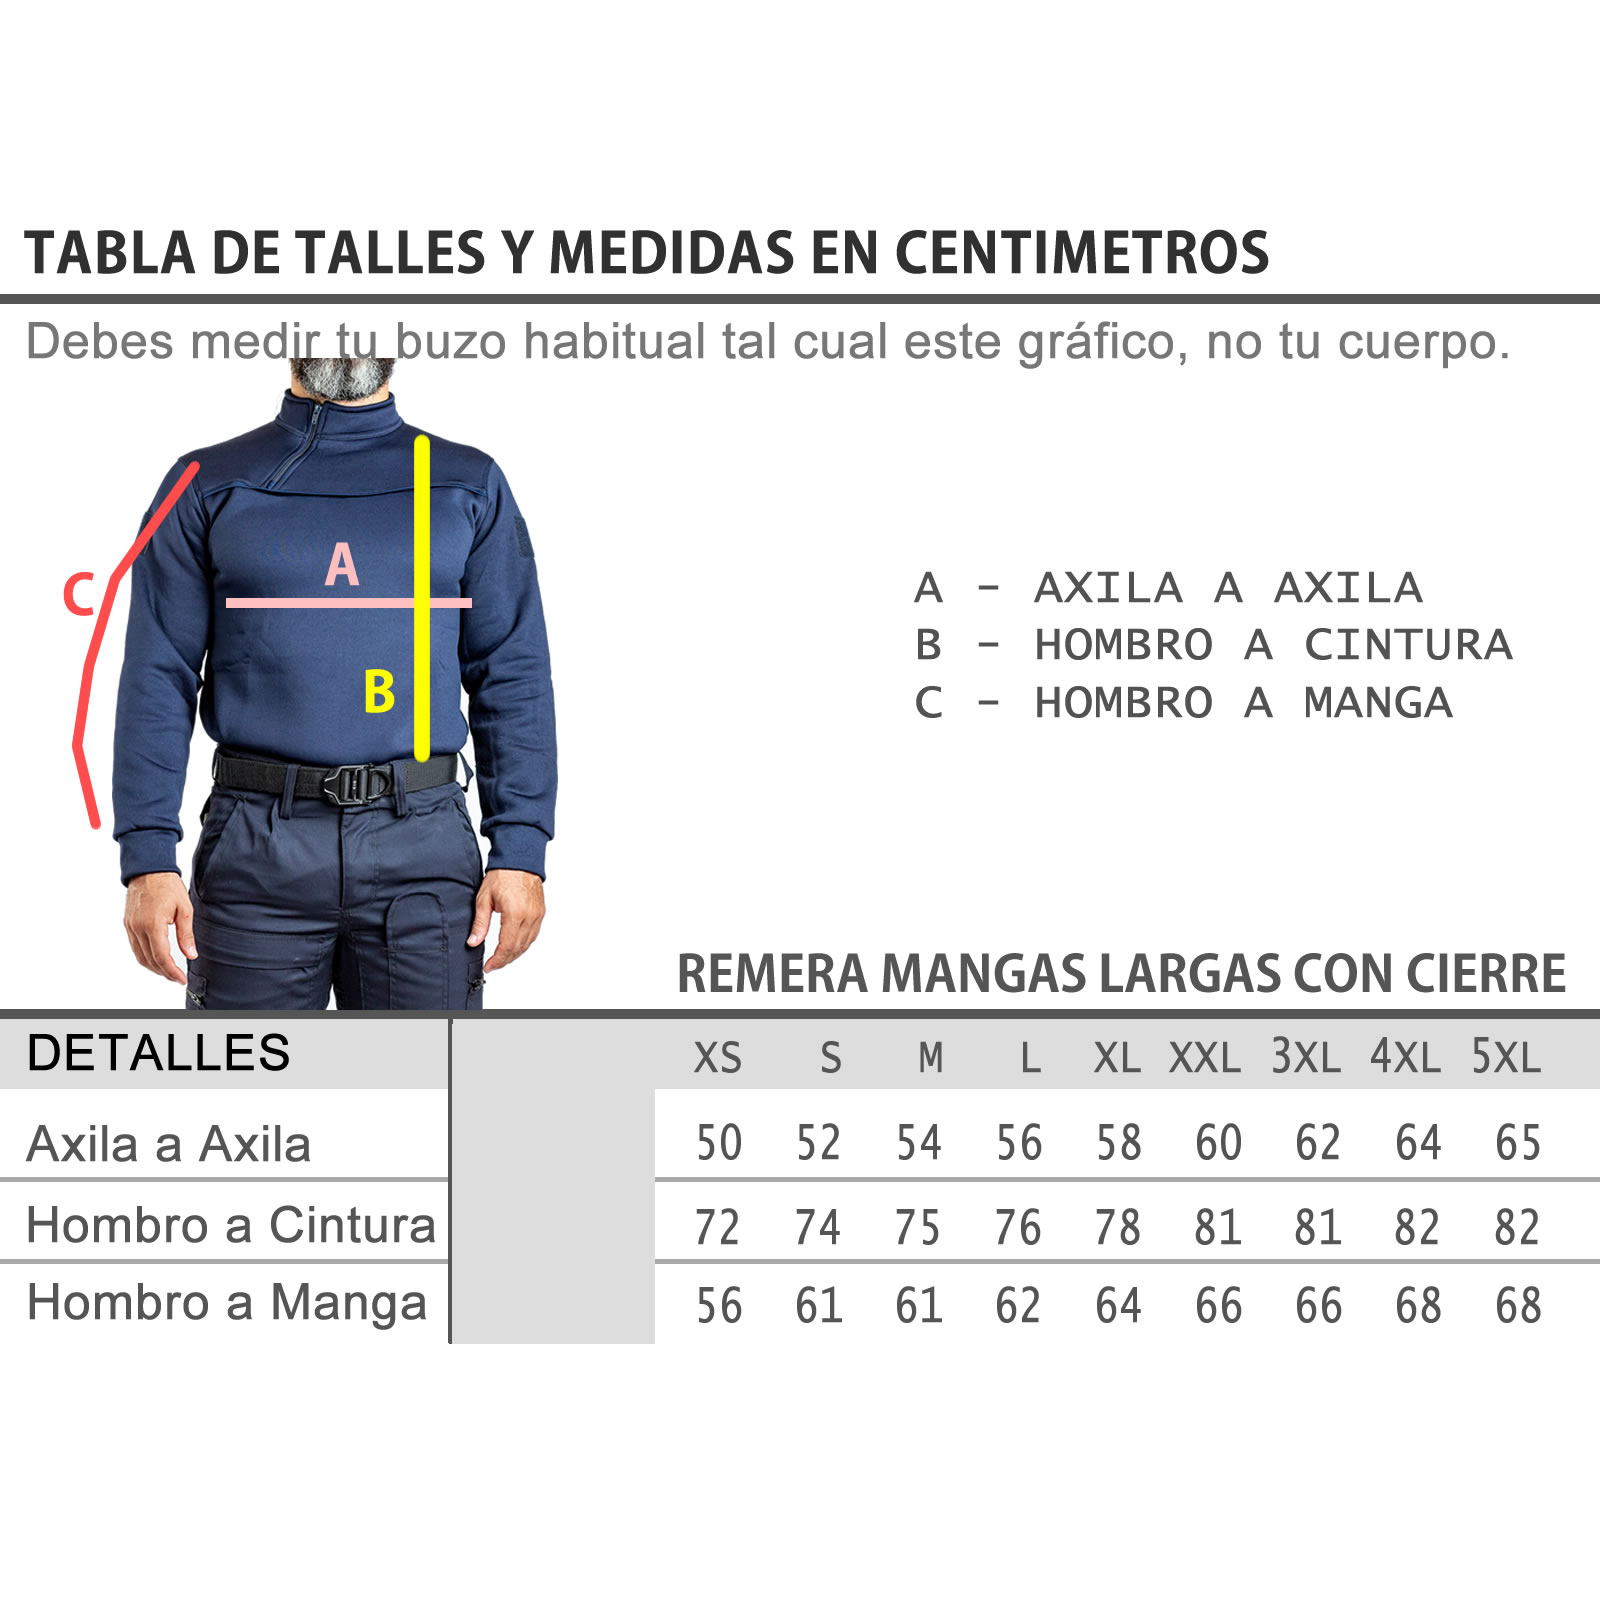 TABLA DE TALLES Y MEDIDAS EN CENTIMETROS
Debes medir tu buzo habitual tal cual este gráfico, no tu cuerpo.
A
B
C
A - AXILA A AXILA
B - HOMBRO A CINTURA
C - HOMBRO A MANGA
REMERA MANGAS LARGAS CON CIERRE
DETALLES XS S M L XL XXL 3XL 4XL 5XL
Axila a Axila 50 52 54 56 58 60 62 64 65
Hombro a Cintura 72 74 75 76 78 81 81 82 82
Hombro a Manga 56 61 61 62 64 66 66 68 68